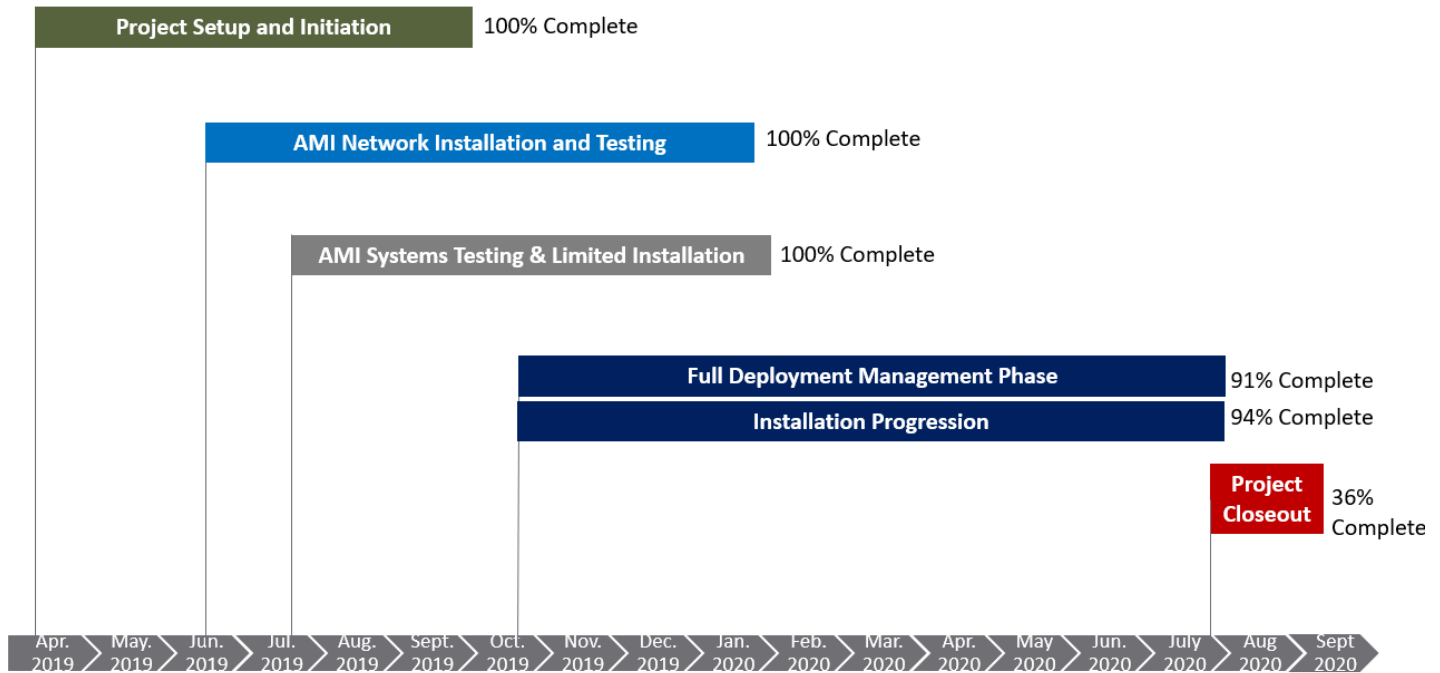 Project Setup and Initiation
100% Complete
AMI Network Installation and Testing
100% Complete
AMI Systems Testing & Limited Installation
100% Complete
Full Deployment Management Phase
91% Complete
Installation Progression
94% Complete
Project
Closeout
36%
Complete
Apr.
2019
May.
2019
Jun.
2019
Jul.
2019
Aug.
2019
Sept.
2019
Oct.
2019
Nov.
2019
Dec.
2019
Jan.
2020
Feb.
2020
Mar.
2020
Apr.
2020
May
2020
Jun.
2020
July
2020
Aug
2020
Sept
2020